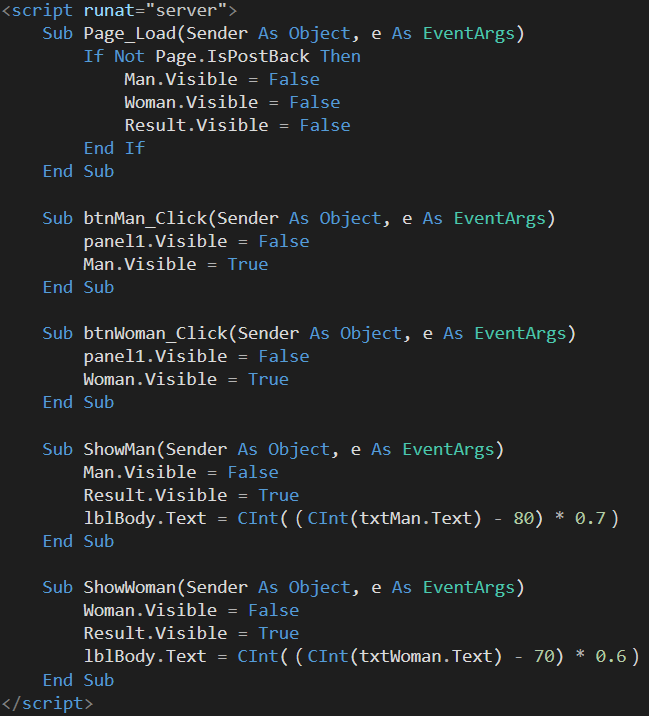 <script runat="server">
    Sub Page_Load(Sender As Object, e As EventArgs)
        If Not Page.IsPostBack Then
            Man.Visible = False
            Woman.Visible = False
            Result.Visible = False
        End If
    End Sub

    Sub btnMan_Click(Sender As Object, e As EventArgs)
        panel1.Visible = False
        Man.Visible = True
    End Sub

    Sub btnWoman_Click(Sender As Object, e As EventArgs)
        panel1.Visible = False
        Woman.Visible = True
    End Sub

    Sub ShowMan(Sender As Object, e As EventArgs)
        Man.Visible = False
        Result.Visible = True
        lblBody.Text = CInt((CInt(txtMan.Text) - 80) * 0.7)
    End Sub

    Sub ShowWoman(Sender As Object, e As EventArgs)
        Woman.Visible = False
        Result.Visible = True
        lblBody.Text = CInt((CInt(txtWoman.Text) - 70) * 0.6)
    End Sub
</script>